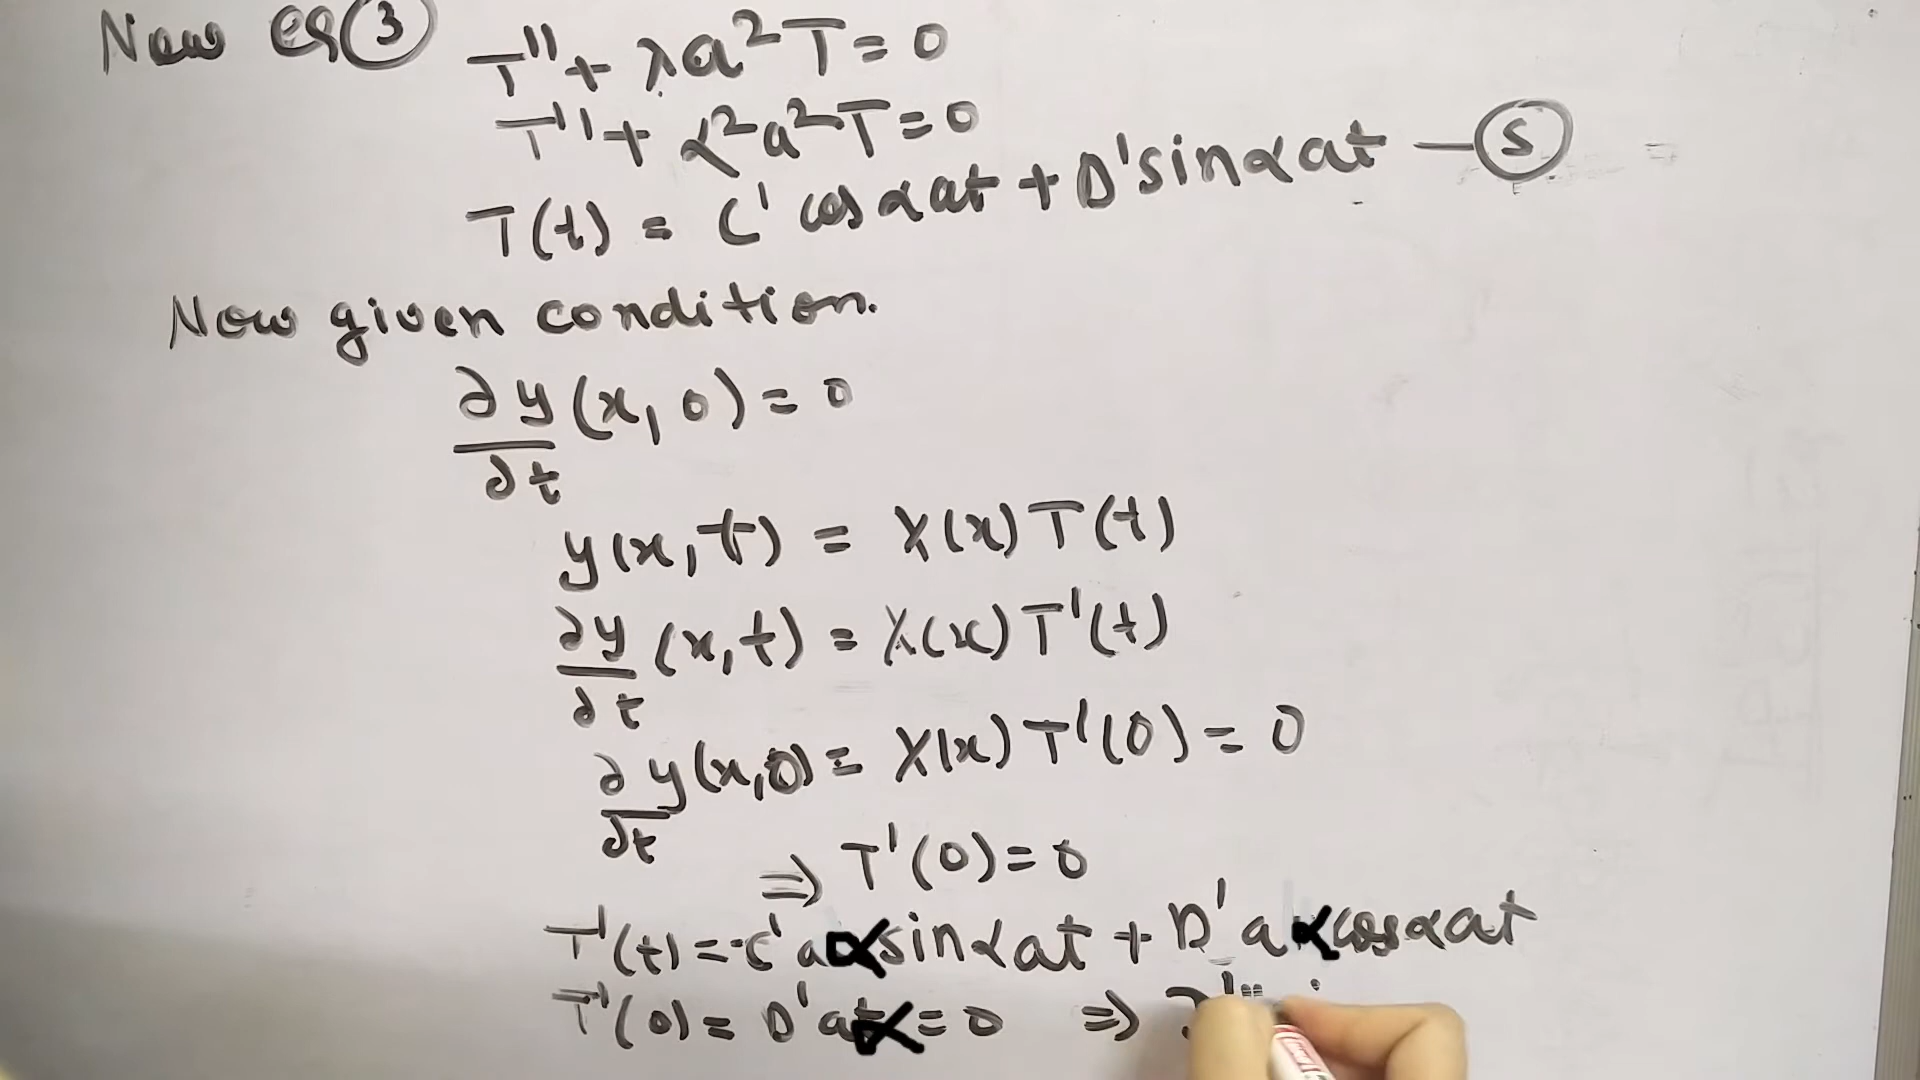 Now eq ③ T'' + λa²T = 0
T'' + α²a²T = 0
T(t) = C' cos αat + D' sin αat — ⑤
Now given condition.
∂y/∂t (x, 0) = 0
y(x, t) = X(x) T(t)
∂y/∂t (x, t) = X(x) T'(t)
∂y/∂t (x, 0) = X(x) T'(0) = 0
⇒ T'(0) = 0
T'(t) = -C' aα sin αat + D' aα cos αat
T'(0) = D' aα = 0 ⇒